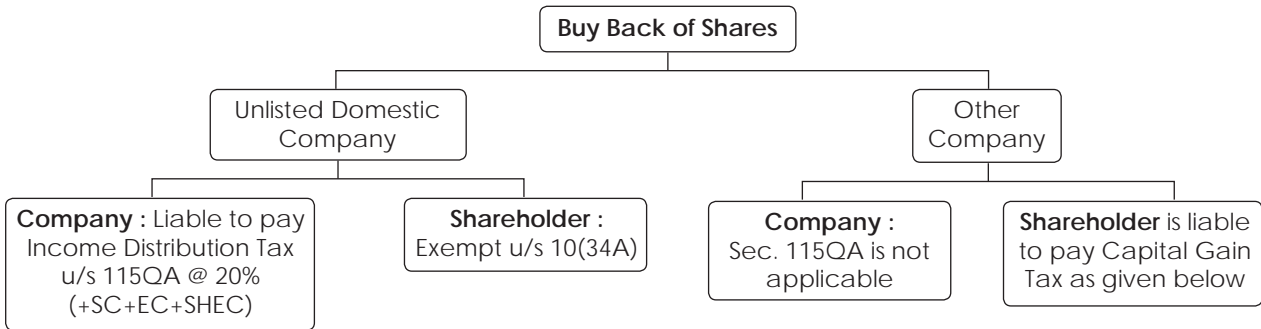 Buy Back of Shares
Unlisted Domestic
Company
Other
Company
Company : Liable to pay
Income Distribution Tax
u/s 115QA @ 20%
(+SC+EC+SHEC)
Shareholder :
Exempt u/s 10(34A)
Company :
Sec. 115QA is not
applicable
Shareholder is liable
to pay Capital Gain
Tax as given below